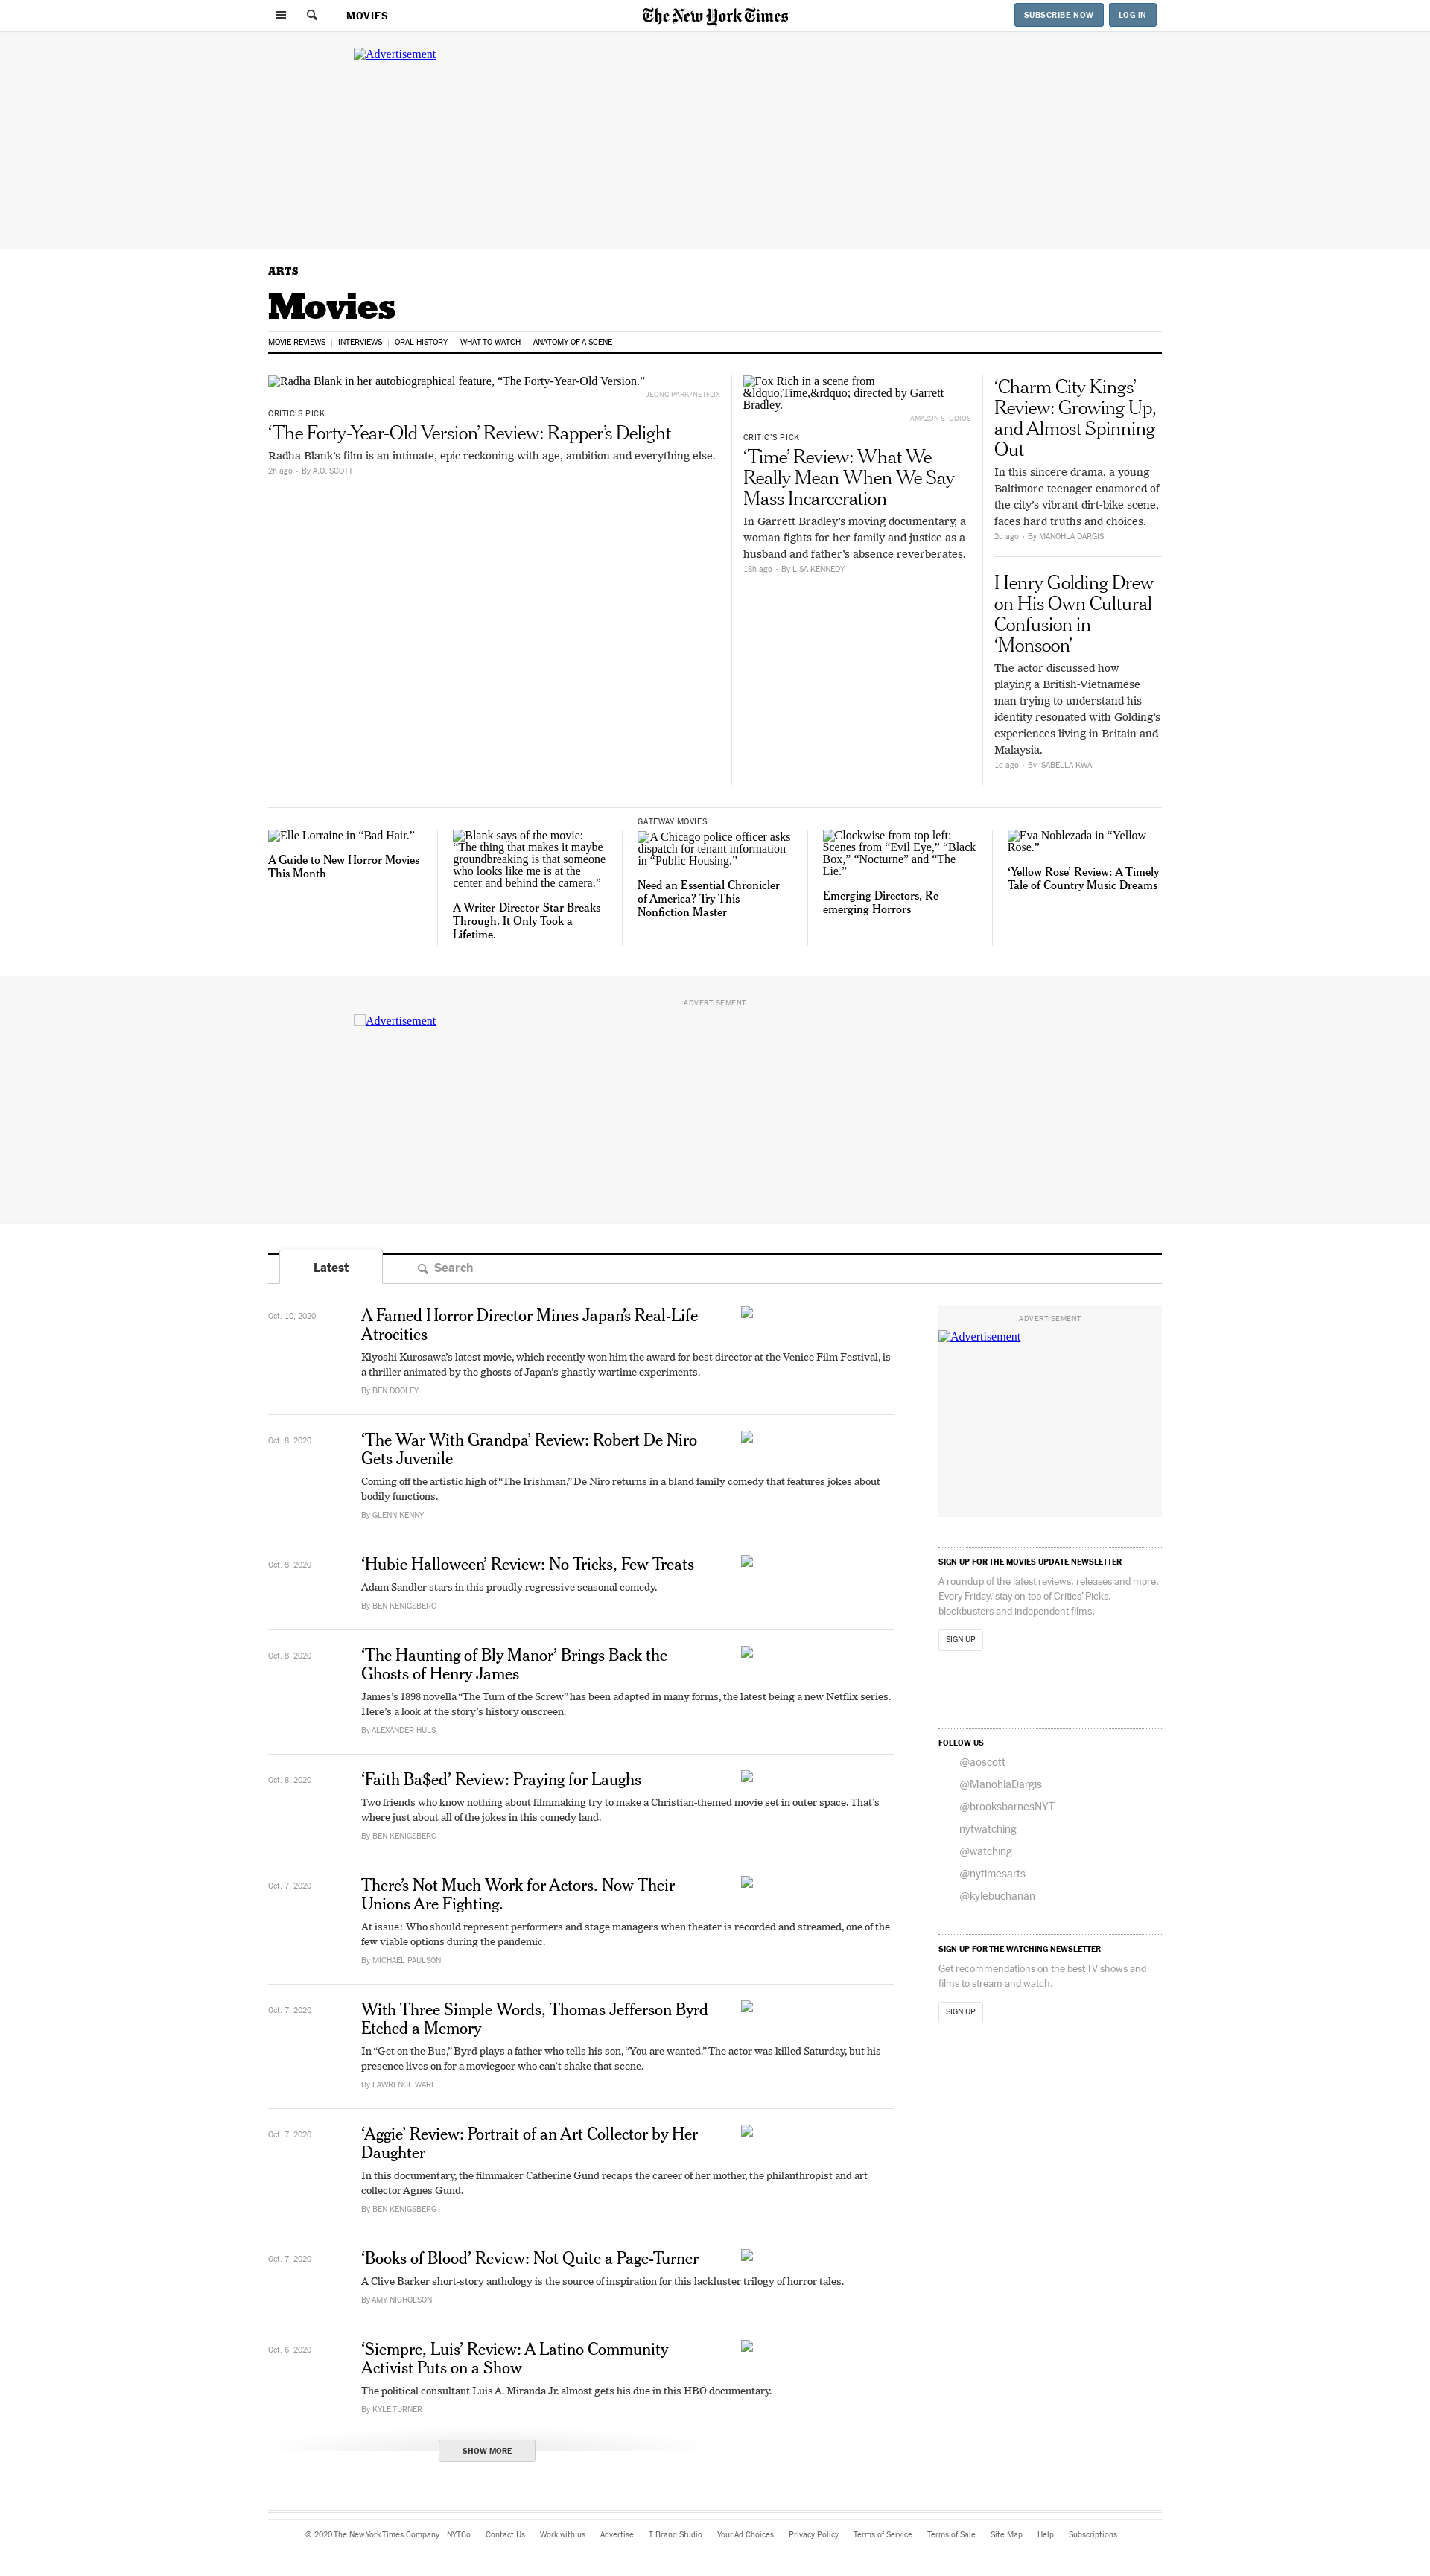 MOVIES
The New York Times
SUBSCRIBE NOW
LOG IN
Advertisement
ARTS
Movies
MOVIE REVIEWS
INTERVIEWS
ORAL HISTORY
WHAT TO WATCH
ANATOMY OF A SCENE
Radha Blank in her autobiographical feature, “The Forty-Year-Old Version.”
JEONG PARK/NETFLIX
CRITIC’S PICK
‘The Forty-Year-Old Version’ Review: Rapper’s Delight
Radha Blank’s film is an intimate, epic reckoning with age, ambition and everything else.
2h ago • By A.O. SCOTT
Fox Rich in a scene from
&ldquo;Time,&rdquo; directed by Garrett
Bradley.
AMAZON STUDIOS
CRITIC’S PICK
‘Time’ Review: What We
Really Mean When We Say
Mass Incarceration
In Garrett Bradley’s moving documentary, a
woman fights for her family and justice as a
husband and father’s absence reverberates.
18h ago • By LISA KENNEDY
‘Charm City Kings’
Review: Growing Up,
and Almost Spinning
Out
In this sincere drama, a young
Baltimore teenager enamored of
the city’s vibrant dirt-bike scene,
faces hard truths and choices.
2d ago • By MANOHLA DARGIS
Henry Golding Drew
on His Own Cultural
Confusion in
‘Monsoon’
The actor discussed how
playing a British-Vietnamese
man trying to understand his
identity resonated with Golding’s
experiences living in Britain and
Malaysia.
1d ago • By ISABELLA KWAI
Elle Lorraine in “Bad Hair.”
A Guide to New Horror Movies
This Month
Blank says of the movie:
“The thing that makes it maybe
groundbreaking is that someone
who looks like me is at the
center and behind the camera.”
A Writer-Director-Star Breaks
Through. It Only Took a
Lifetime.
GATEWAY MOVIES
A Chicago police officer asks
dispatch for tenant information
in “Public Housing.”
Need an Essential Chronicler
of America? Try This
Nonfiction Master
Clockwise from top left:
Scenes from “Evil Eye,” “Black
Box,” “Nocturne” and “The
Lie.”
Emerging Directors, Re-
emerging Horrors
Eva Noblezada in “Yellow
Rose.”
‘Yellow Rose’ Review: A Timely
Tale of Country Music Dreams
ADVERTISEMENT
Advertisement
Latest
Search
Oct. 10, 2020
A Famed Horror Director Mines Japan’s Real-Life
Atrocities
Kiyoshi Kurosawa’s latest movie, which recently won him the award for best director at the Venice Film Festival, is
a thriller animated by the ghosts of Japan’s ghastly wartime experiments.
By BEN DOOLEY
Oct. 8, 2020
‘The War With Grandpa’ Review: Robert De Niro
Gets Juvenile
Coming off the artistic high of “The Irishman,” De Niro returns in a bland family comedy that features jokes about
bodily functions.
By GLENN KENNY
Oct. 8, 2020
‘Hubie Halloween’ Review: No Tricks, Few Treats
Adam Sandler stars in this proudly regressive seasonal comedy.
By BEN KENIGSBERG
Oct. 8, 2020
‘The Haunting of Bly Manor’ Brings Back the
Ghosts of Henry James
James’s 1898 novella “The Turn of the Screw” has been adapted in many forms, the latest being a new Netflix series.
Here’s a look at the story’s history onscreen.
By ALEXANDER HULS
Oct. 8, 2020
‘Faith Ba$ed’ Review: Praying for Laughs
Two friends who know nothing about filmmaking try to make a Christian-themed movie set in outer space. That’s
where just about all of the jokes in this comedy land.
By BEN KENIGSBERG
Oct. 7, 2020
There’s Not Much Work for Actors. Now Their
Unions Are Fighting.
At issue: Who should represent performers and stage managers when theater is recorded and streamed, one of the
few viable options during the pandemic.
By MICHAEL PAULSON
Oct. 7, 2020
With Three Simple Words, Thomas Jefferson Byrd
Etched a Memory
In “Get on the Bus,” Byrd plays a father who tells his son, “You are wanted.” The actor was killed Saturday, but his
presence lives on for a moviegoer who can’t shake that scene.
By LAWRENCE WARE
Oct. 7, 2020
‘Aggie’ Review: Portrait of an Art Collector by Her
Daughter
In this documentary, the filmmaker Catherine Gund recaps the career of her mother, the philanthropist and art
collector Agnes Gund.
By BEN KENIGSBERG
Oct. 7, 2020
‘Books of Blood’ Review: Not Quite a Page-Turner
A Clive Barker short-story anthology is the source of inspiration for this lackluster trilogy of horror tales.
By AMY NICHOLSON
Oct. 6, 2020
‘Siempre, Luis’ Review: A Latino Community
Activist Puts on a Show
The political consultant Luis A. Miranda Jr. almost gets his due in this HBO documentary.
By KYLE TURNER
SHOW MORE
ADVERTISEMENT
Advertisement
SIGN UP FOR THE MOVIES UPDATE NEWSLETTER
A roundup of the latest reviews, releases and more.
Every Friday, stay on top of Critics’ Picks,
blockbusters and independent films.
SIGN UP
FOLLOW US
@aoscott
@ManohlaDargis
@brooksbarnesNYT
nytwatching
@watching
@nytimesarts
@kylebuchanan
SIGN UP FOR THE WATCHING NEWSLETTER
Get recommendations on the best TV shows and
films to stream and watch.
SIGN UP
© 2020 The New York Times Company NYTCo Contact Us Work with us Advertise T Brand Studio Your Ad Choices Privacy Policy Terms of Service Terms of Sale Site Map Help Subscriptions